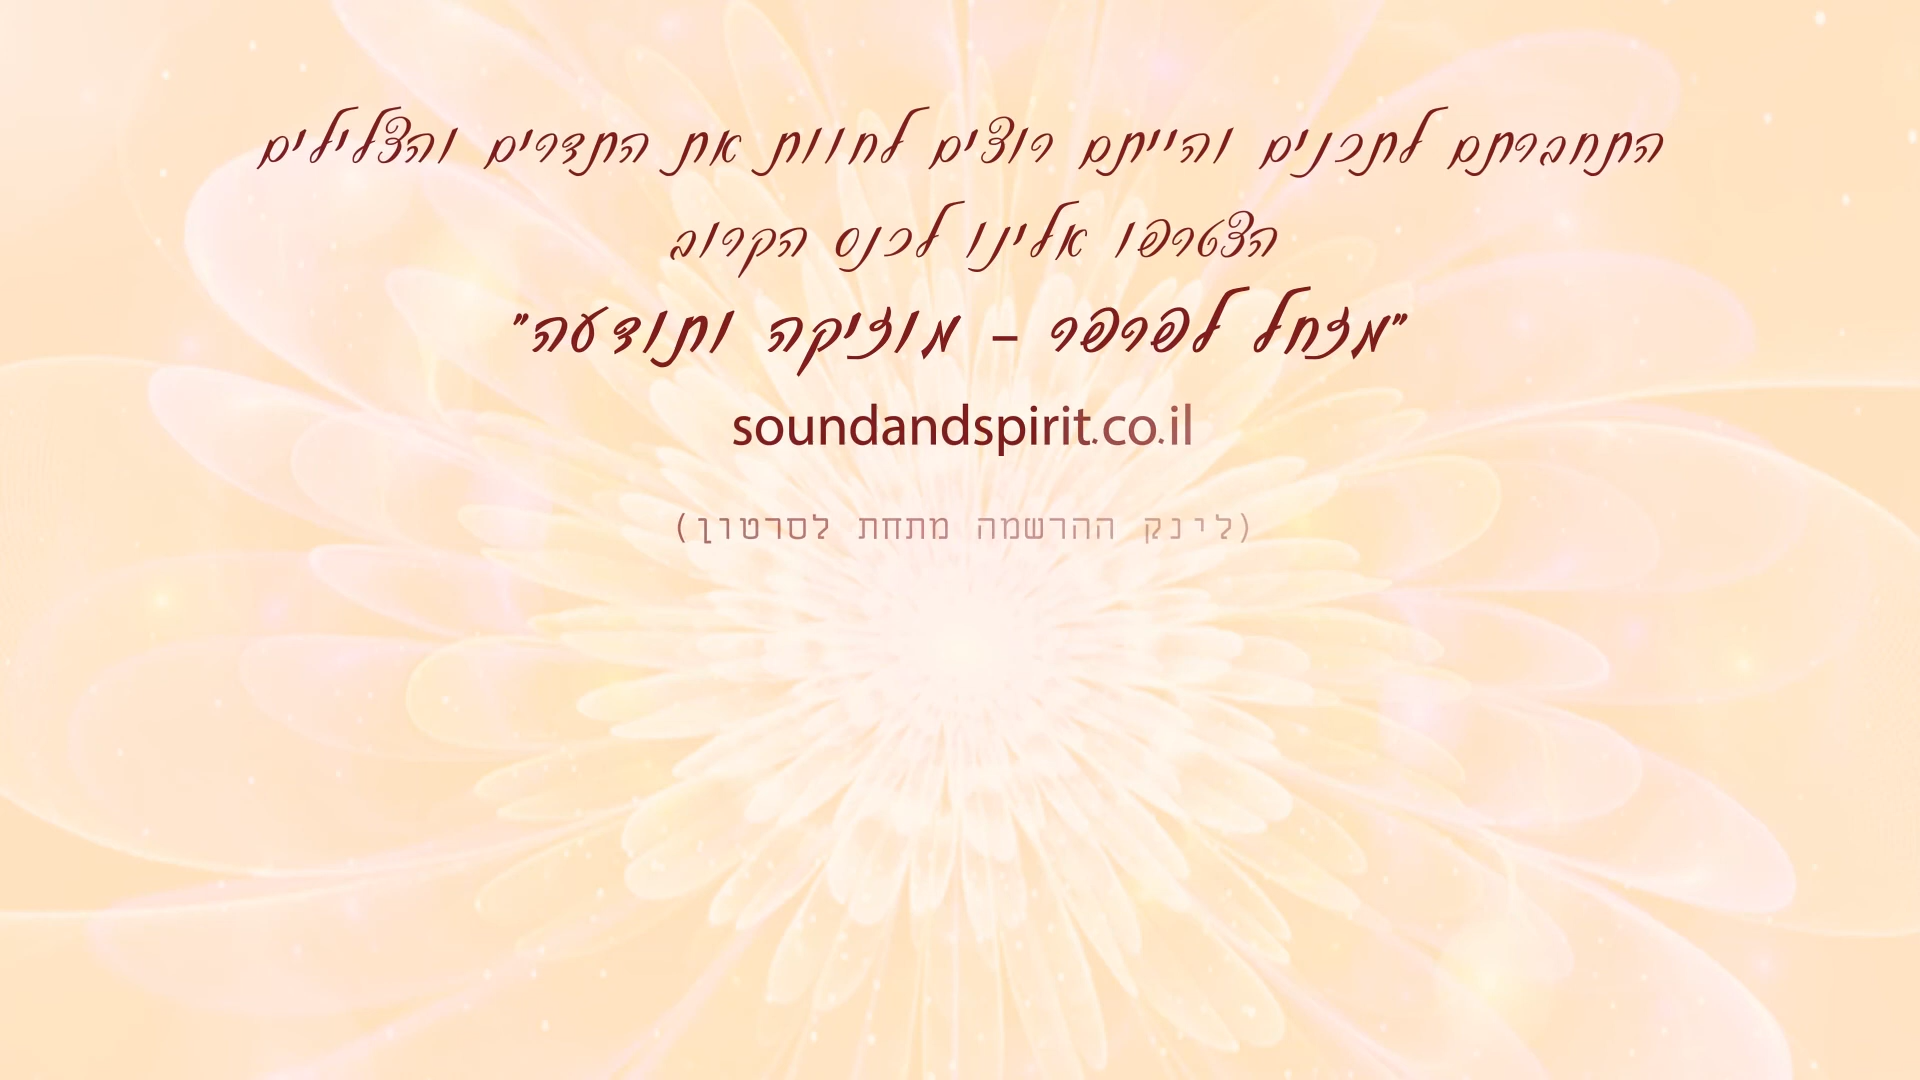 התחברתם לתכנים והייתם רוצים לחוות את התדרים והצלילים
הצטרפו אלינו לכנס הקרוב
"מזחל לפרפר – מוזיקה ותודעה"
soundandspirit.co.il
(לינק ההרשמה מתחת לסרטון)